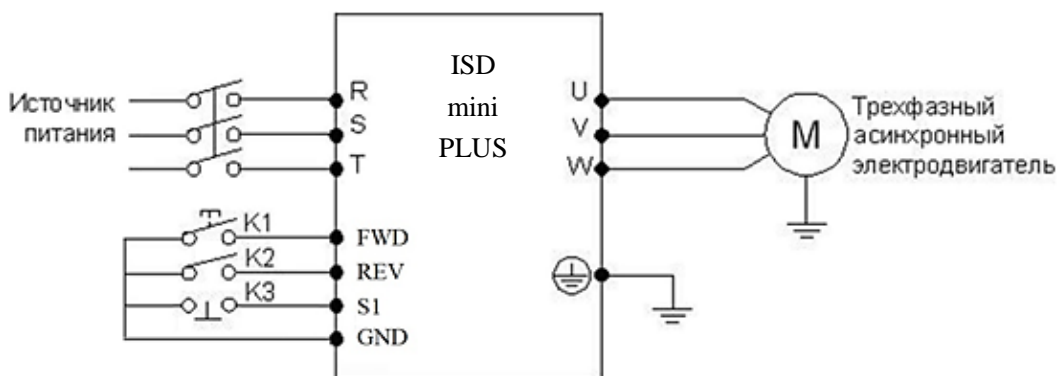 Источник
питания
R
S
T
K1
FWD
K2
REV
K3
S1
GND
ISD
mini
PLUS
U
V
W
M
Трехфазный
асинхронный
электродвигатель